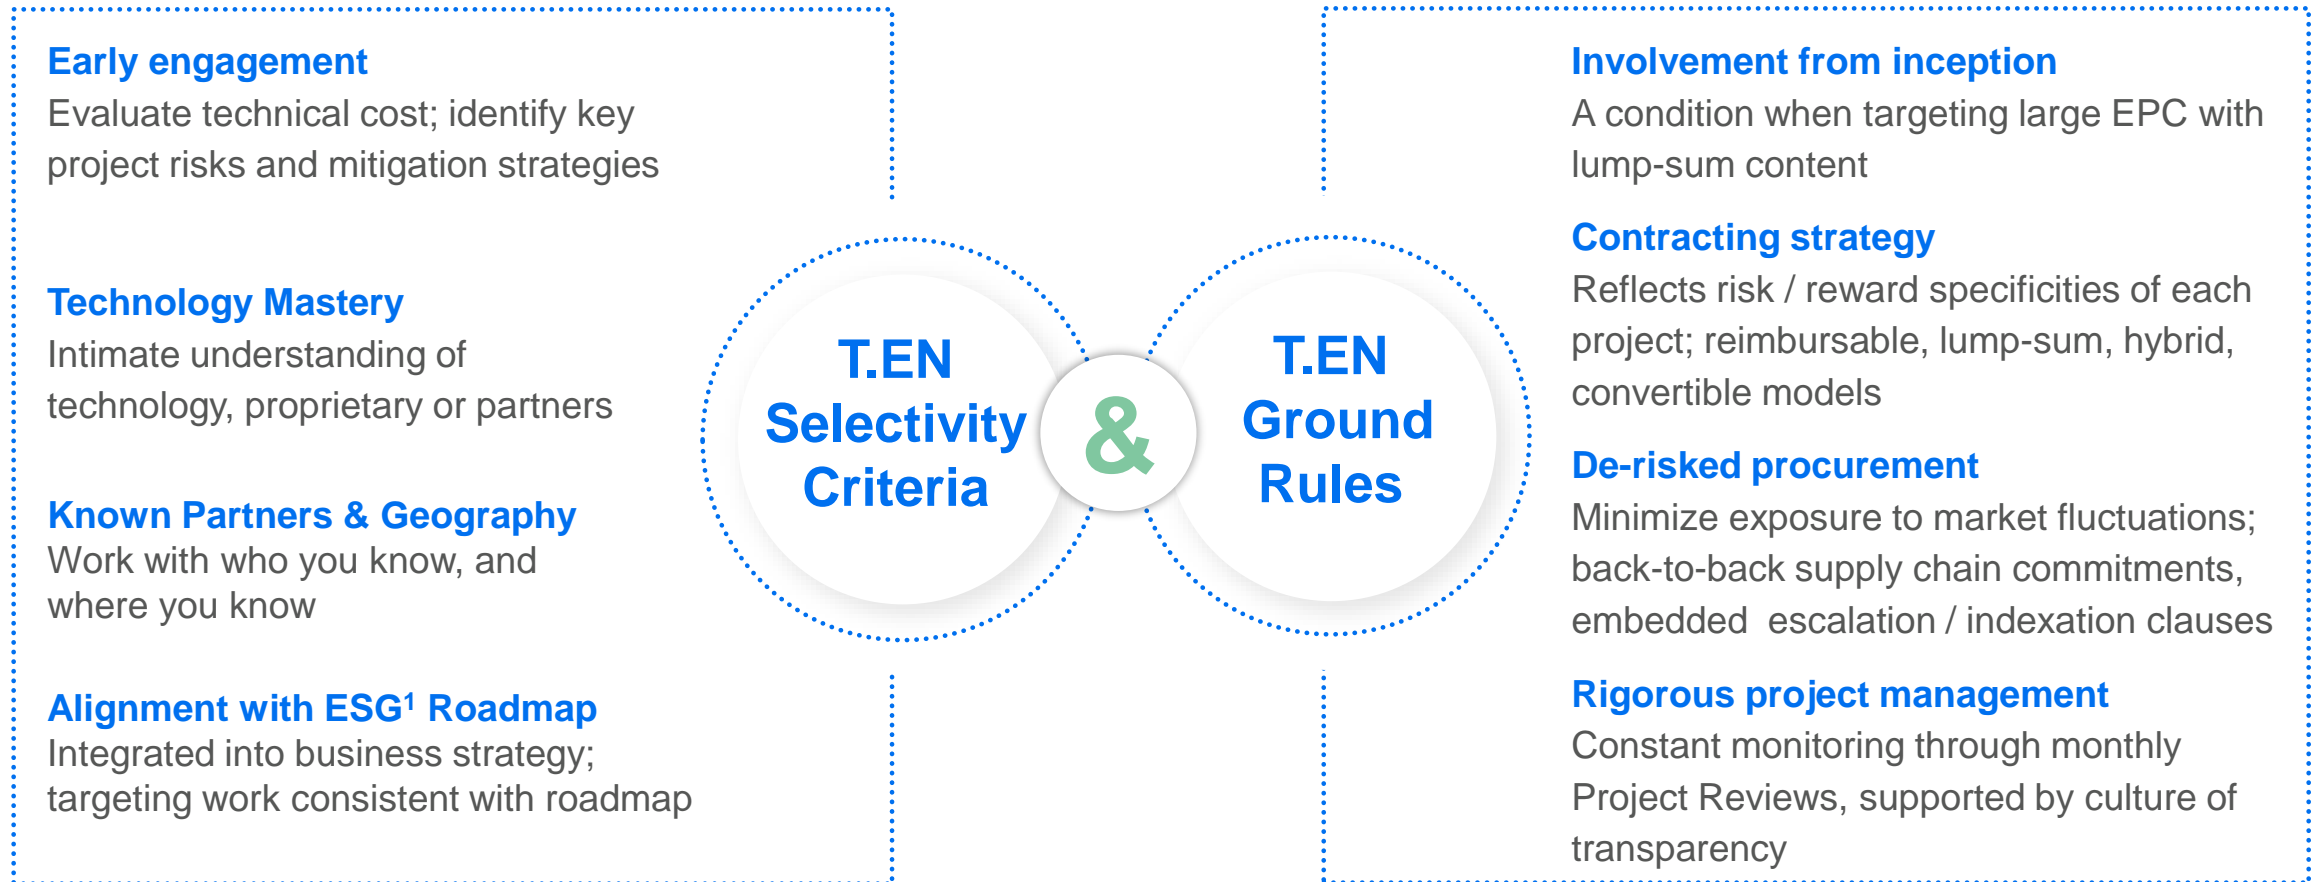 Early engagement
Evaluate technical cost; identify key
project risks and mitigation strategies
Technology Mastery
Intimate understanding of
technology, proprietary or partners
Known Partners & Geography
Work with who you know, and
where you know
Alignment with ESG¹ Roadmap
Integrated into business strategy;
targeting work consistent with roadmap
T.EN
Selectivity
Criteria
&
T.EN
Ground
Rules
Involvement from inception
A condition when targeting large EPC with
lump-sum content
Contracting strategy
Reflects risk / reward specificities of each
project; reimbursable, lump-sum, hybrid,
convertible models
De-risked procurement
Minimize exposure to market fluctuations;
back-to-back supply chain commitments,
embedded  escalation / indexation clauses
Rigorous project management
Constant monitoring through monthly
Project Reviews, supported by culture of
transparency